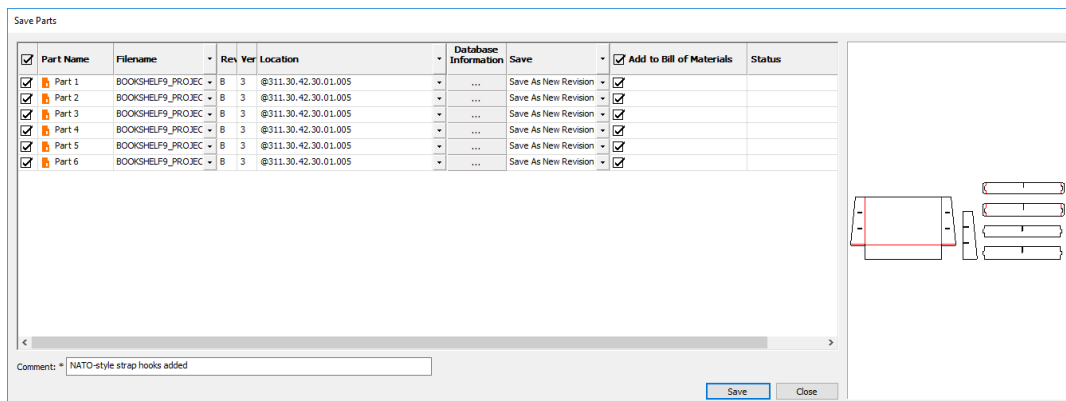 Save Parts
Part Name Filename Rev Ver Location Database Information Save Add to Bill of Materials Status
Part 1 BOOKSHELF9_PROJEC B 3 @311.30.42.30.01.005 ... Save As New Revision
Part 2 BOOKSHELF9_PROJEC B 3 @311.30.42.30.01.005 ... Save As New Revision
Part 3 BOOKSHELF9_PROJEC B 3 @311.30.42.30.01.005 ... Save As New Revision
Part 4 BOOKSHELF9_PROJEC B 3 @311.30.42.30.01.005 ... Save As New Revision
Part 5 BOOKSHELF9_PROJEC B 3 @311.30.42.30.01.005 ... Save As New Revision
Part 6 BOOKSHELF9_PROJEC B 3 @311.30.42.30.01.005 ... Save As New Revision
Comment: * NATO-style strap hooks added
Save Close